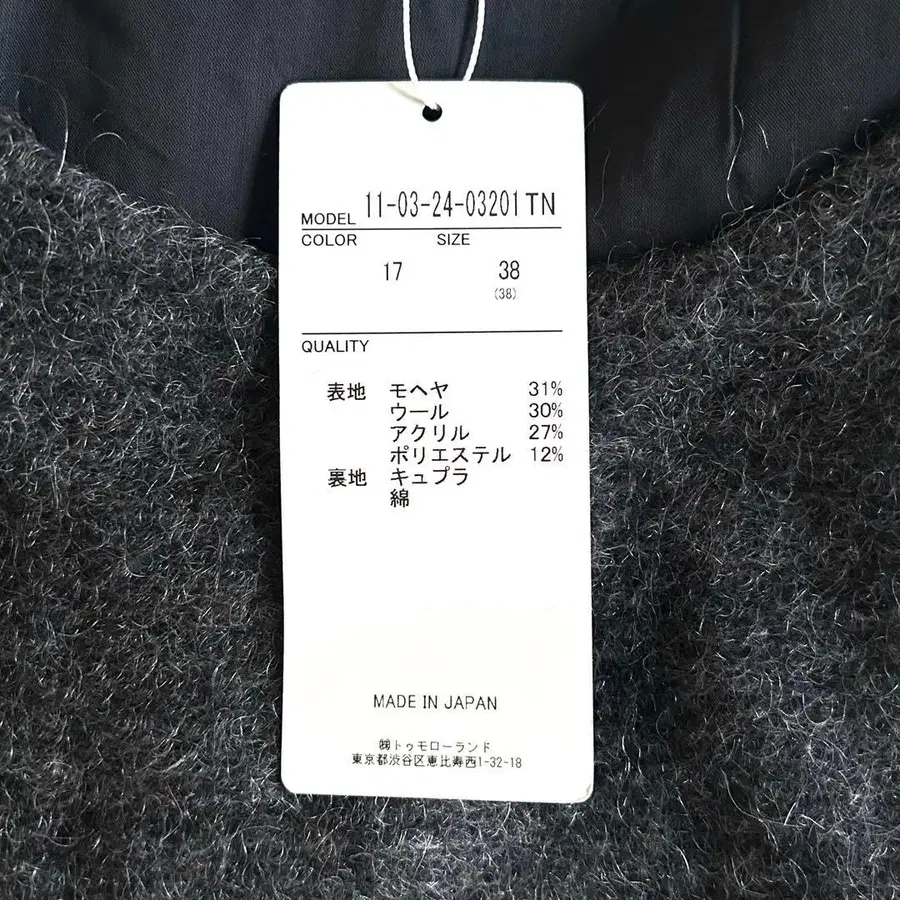 MODEL 11-03-24-03201 TN
COLOR SIZE
17 38
(38)
QUALITY
表地 モヘヤ 31%
ウール 30%
アクリル 27%
ポリエステル 12%
裏地 キュプラ
綿
MADE IN JAPAN
㈱トゥモローランド
東京都渋谷区恵比寿西1-32-18